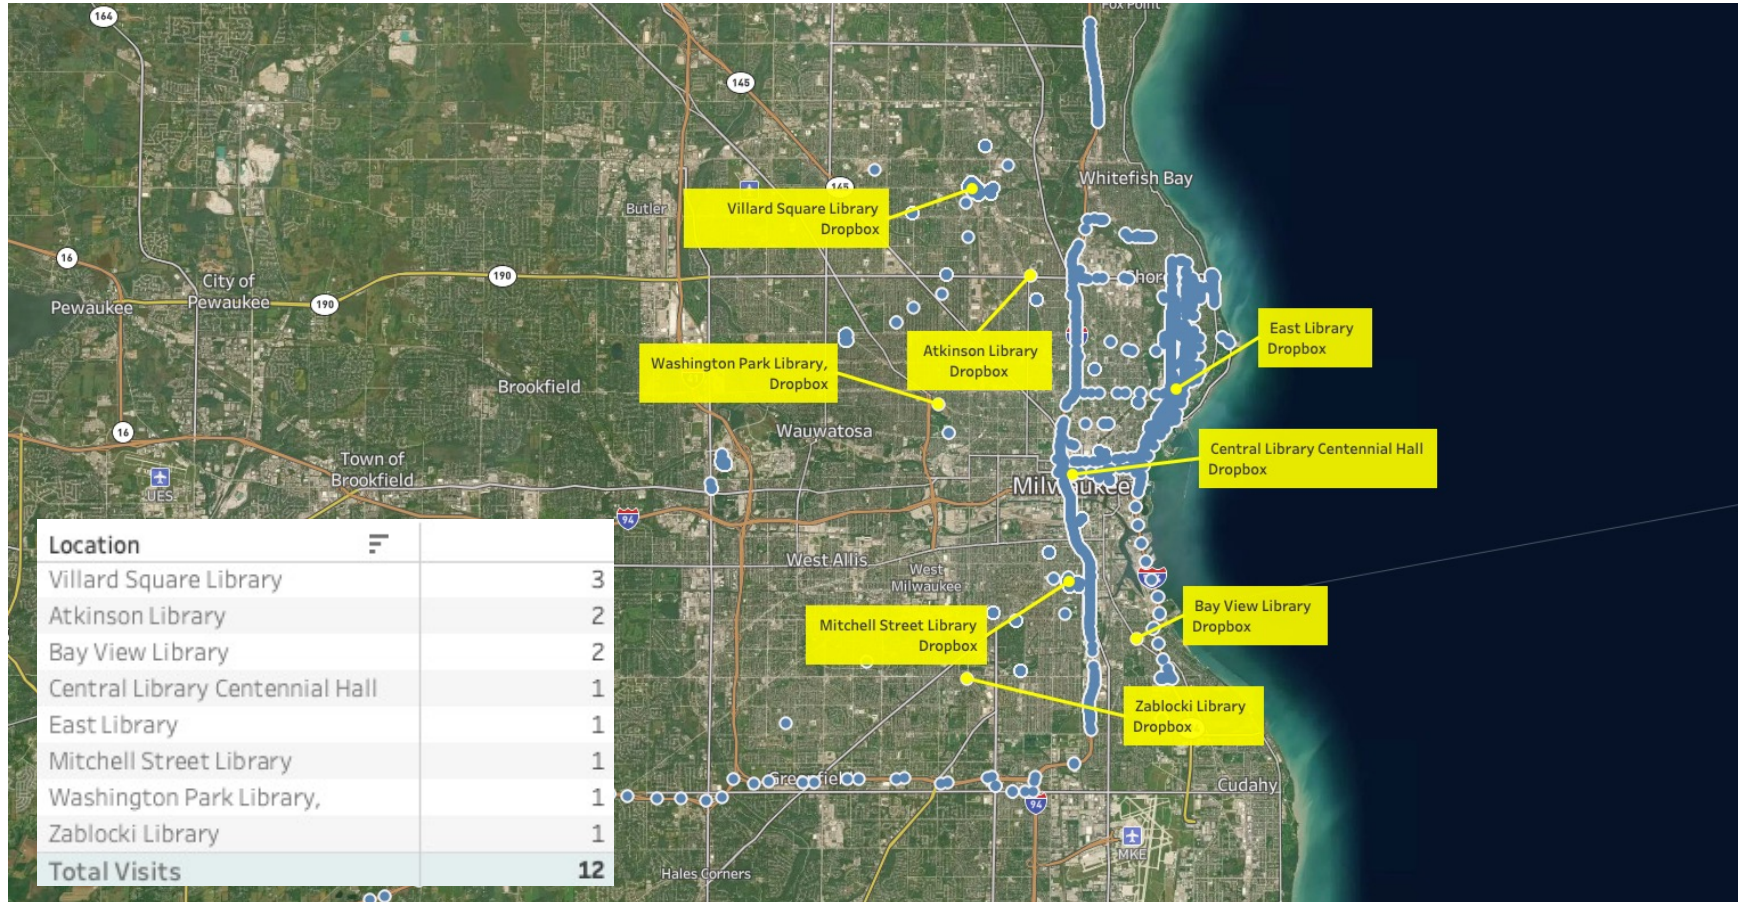 164
Fox Point
145
145
Whitefish Bay
Butler
Villard Square Library
Dropbox
16
190
City of
Pewaukee
Pewaukee
190
Shor
East Library
Dropbox
Atkinson Library
Dropbox
Washington Park Library,
Dropbox
Brookfield
16
Wauwatosa
Central Library Centennial Hall
Dropbox
Town of
Brookfield
UES
Milwaukee
94
West Allis
West
Milwaukee
Bay View Library
Dropbox
Mitchell Street Library
Dropbox
Zablocki Library
Dropbox
Greenfield
Cudahy
94
MKE
Hales Corners
Location
Villard Square Library 3
Atkinson Library 2
Bay View Library 2
Central Library Centennial Hall 1
East Library 1
Mitchell Street Library 1
Washington Park Library, 1
Zablocki Library 1
Total Visits 12